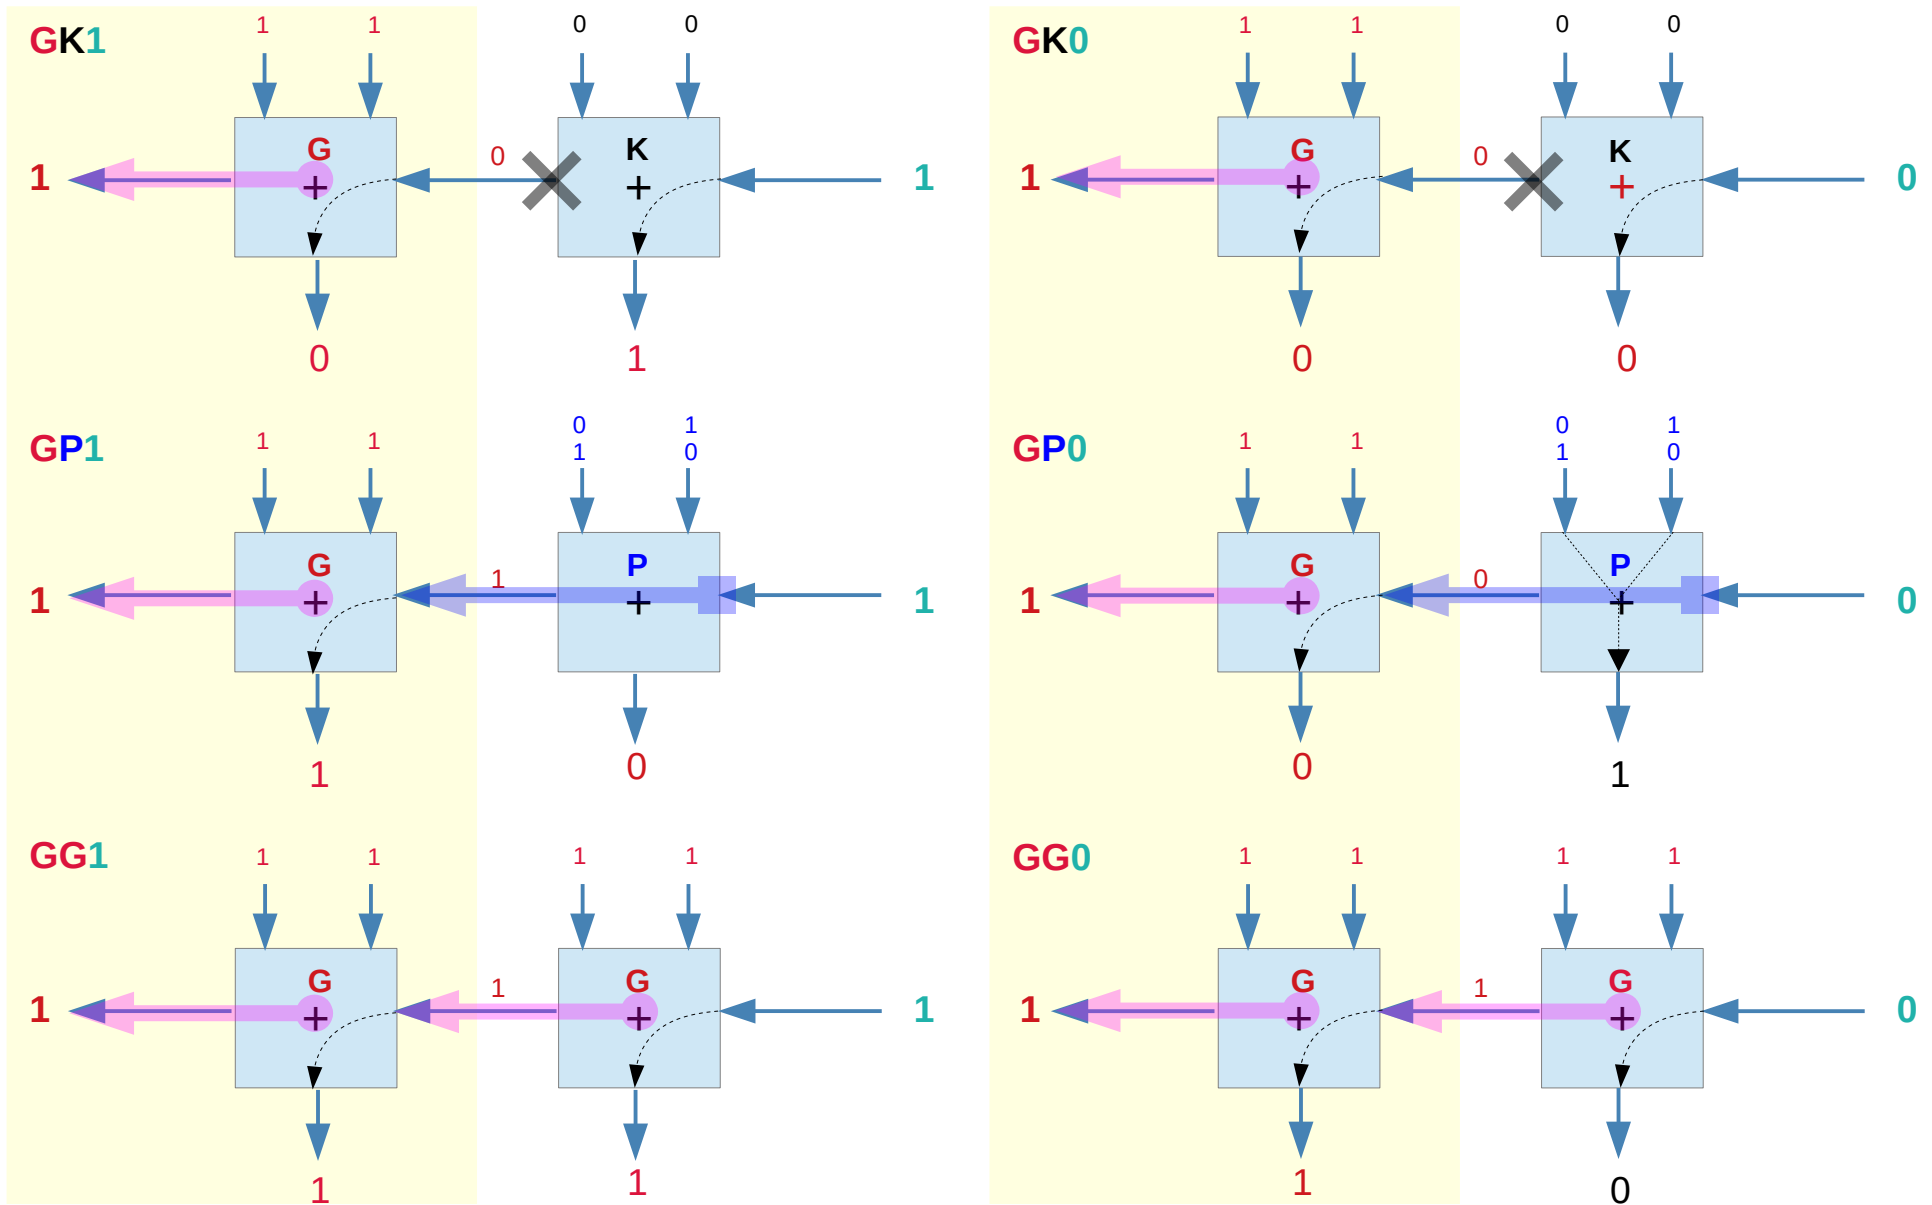 GK1 1 1 0 0
G K
1 + 0 + 1
0 1
GK0 1 1 0 0
G K
1 + 0 + 0
0 0
GP1 1 1 0 1
1 0
G P
1 + 1 + 1
1 0
GP0 1 1 0 1
1 0
G P
1 + 0 + 0
0 1
GG1 1 1 1 1
G G
1 + 1 + 1
1 1
GG0 1 1 1 1
G G
1 + 1 + 0
1 0